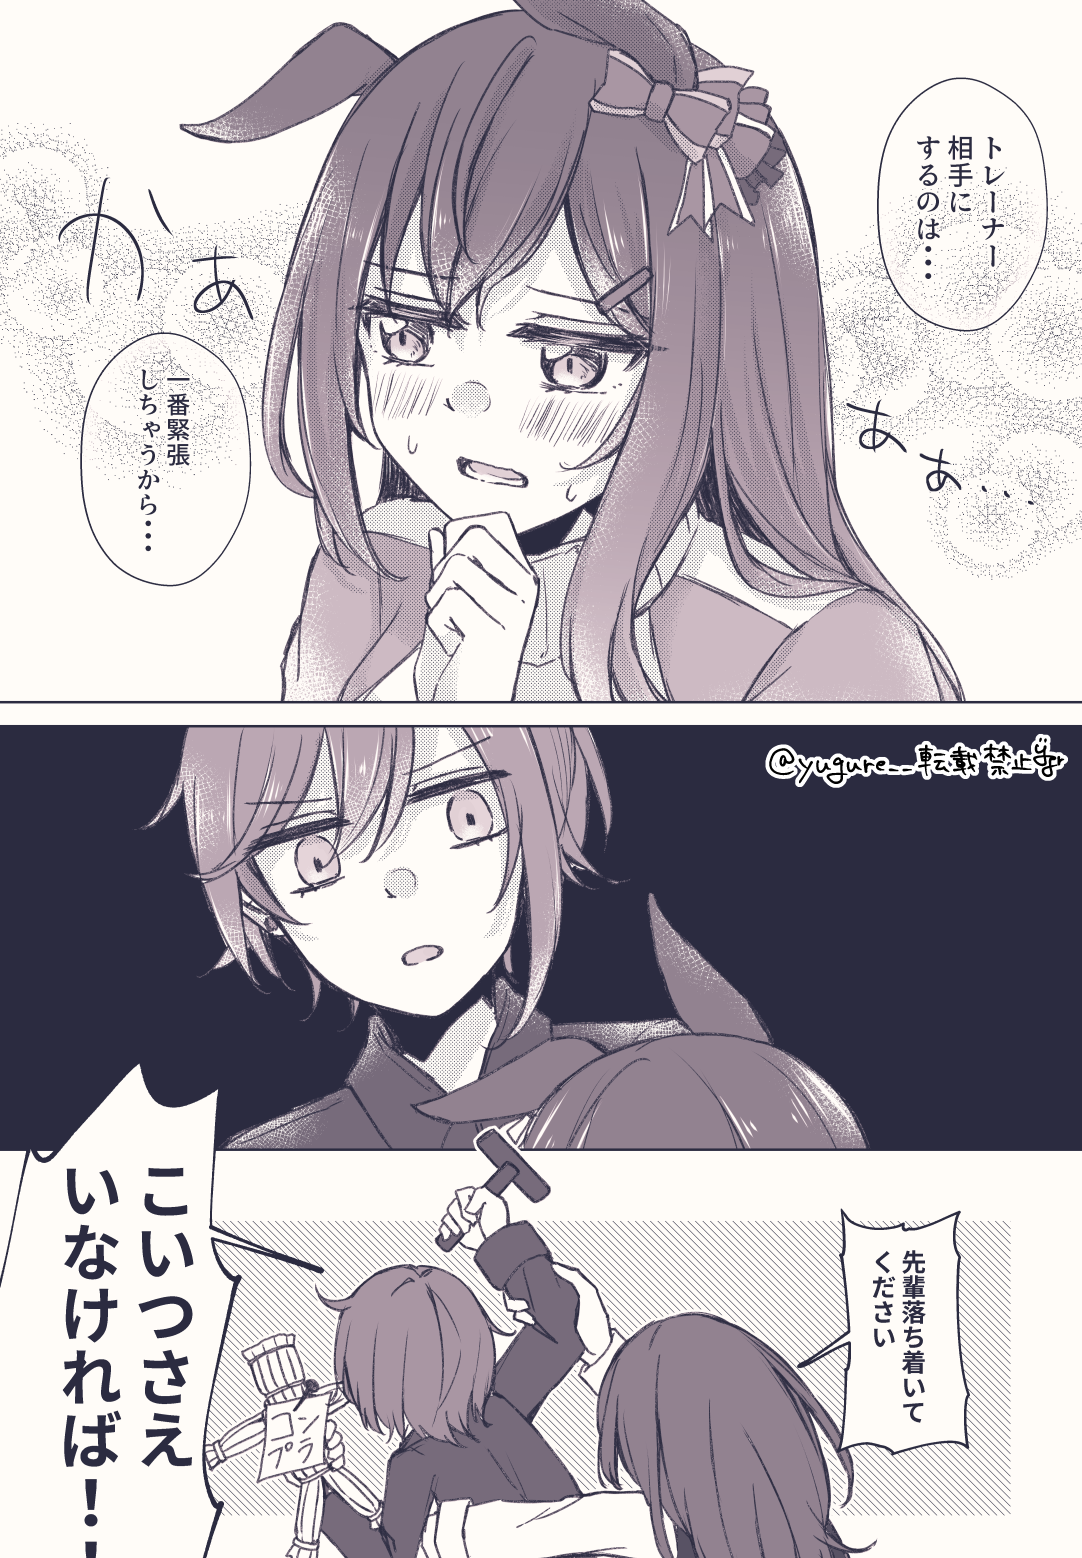 トレーナー
相手に
するのは・・・
かぁ
ぁぁ...
一番緊張
しちゃうから・・・
@yugure__転載禁止
先輩落ち着いて
ください
こいつさえ
いなければ!!
コン
プラ